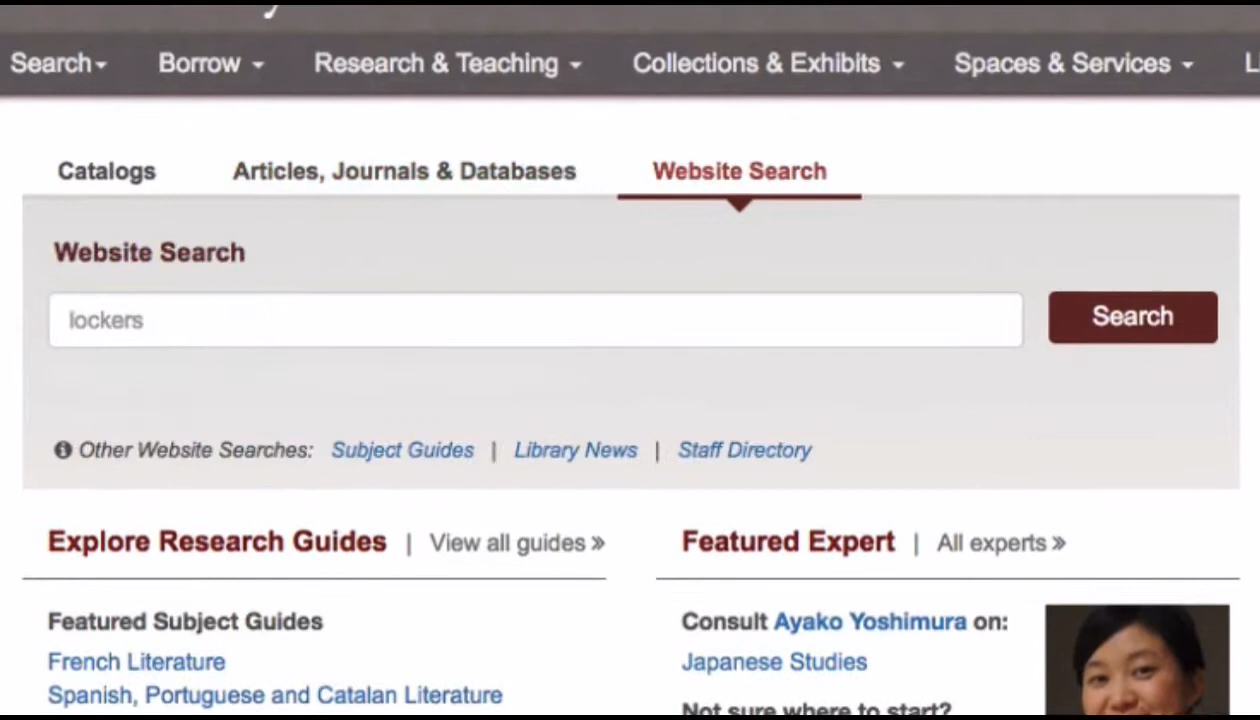 Search Borrow Research & Teaching Collections & Exhibits Spaces & Services
Catalogs Articles, Journals & Databases Website Search
Website Search
lockers Search
Other Website Searches: Subject Guides | Library News | Staff Directory
Explore Research Guides | View all guides » Featured Expert | All experts »
Featured Subject Guides
French Literature
Spanish, Portuguese and Catalan Literature
Consult Ayako Yoshimura on:
Japanese Studies
Not sure where to start?